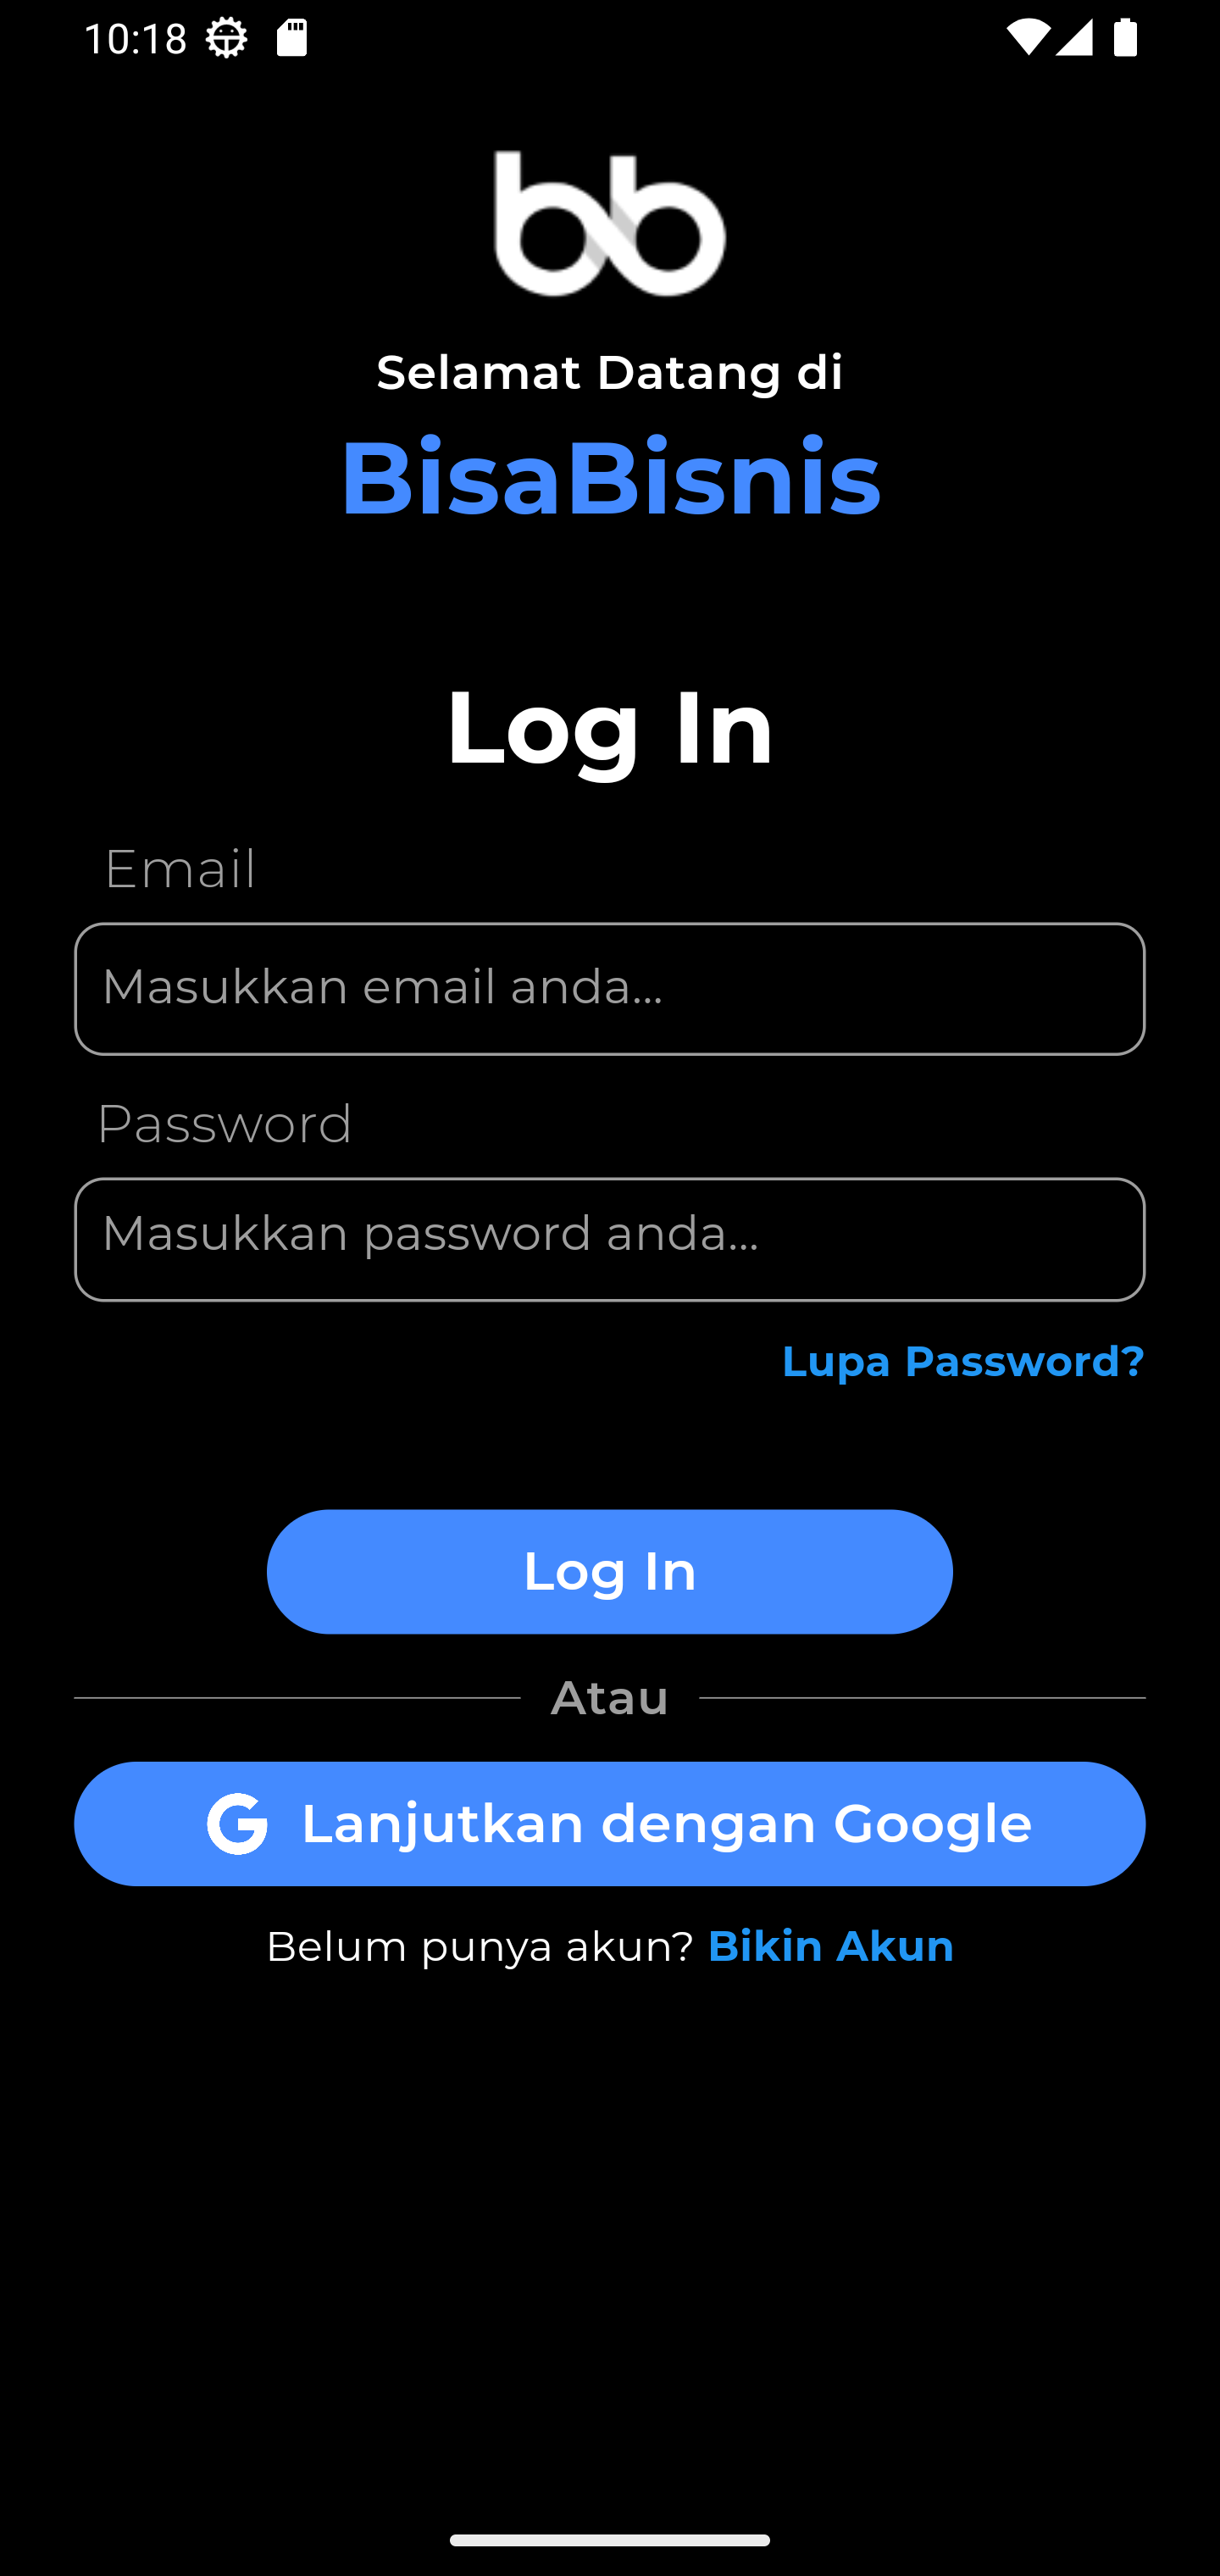 10:18
bb
Selamat Datang di
BisaBisnis
Log In
Email
Masukkan email anda...
Password
Masukkan password anda...
Lupa Password?
Log In
Atau
G Lanjutkan dengan Google
Belum punya akun? Bikin Akun